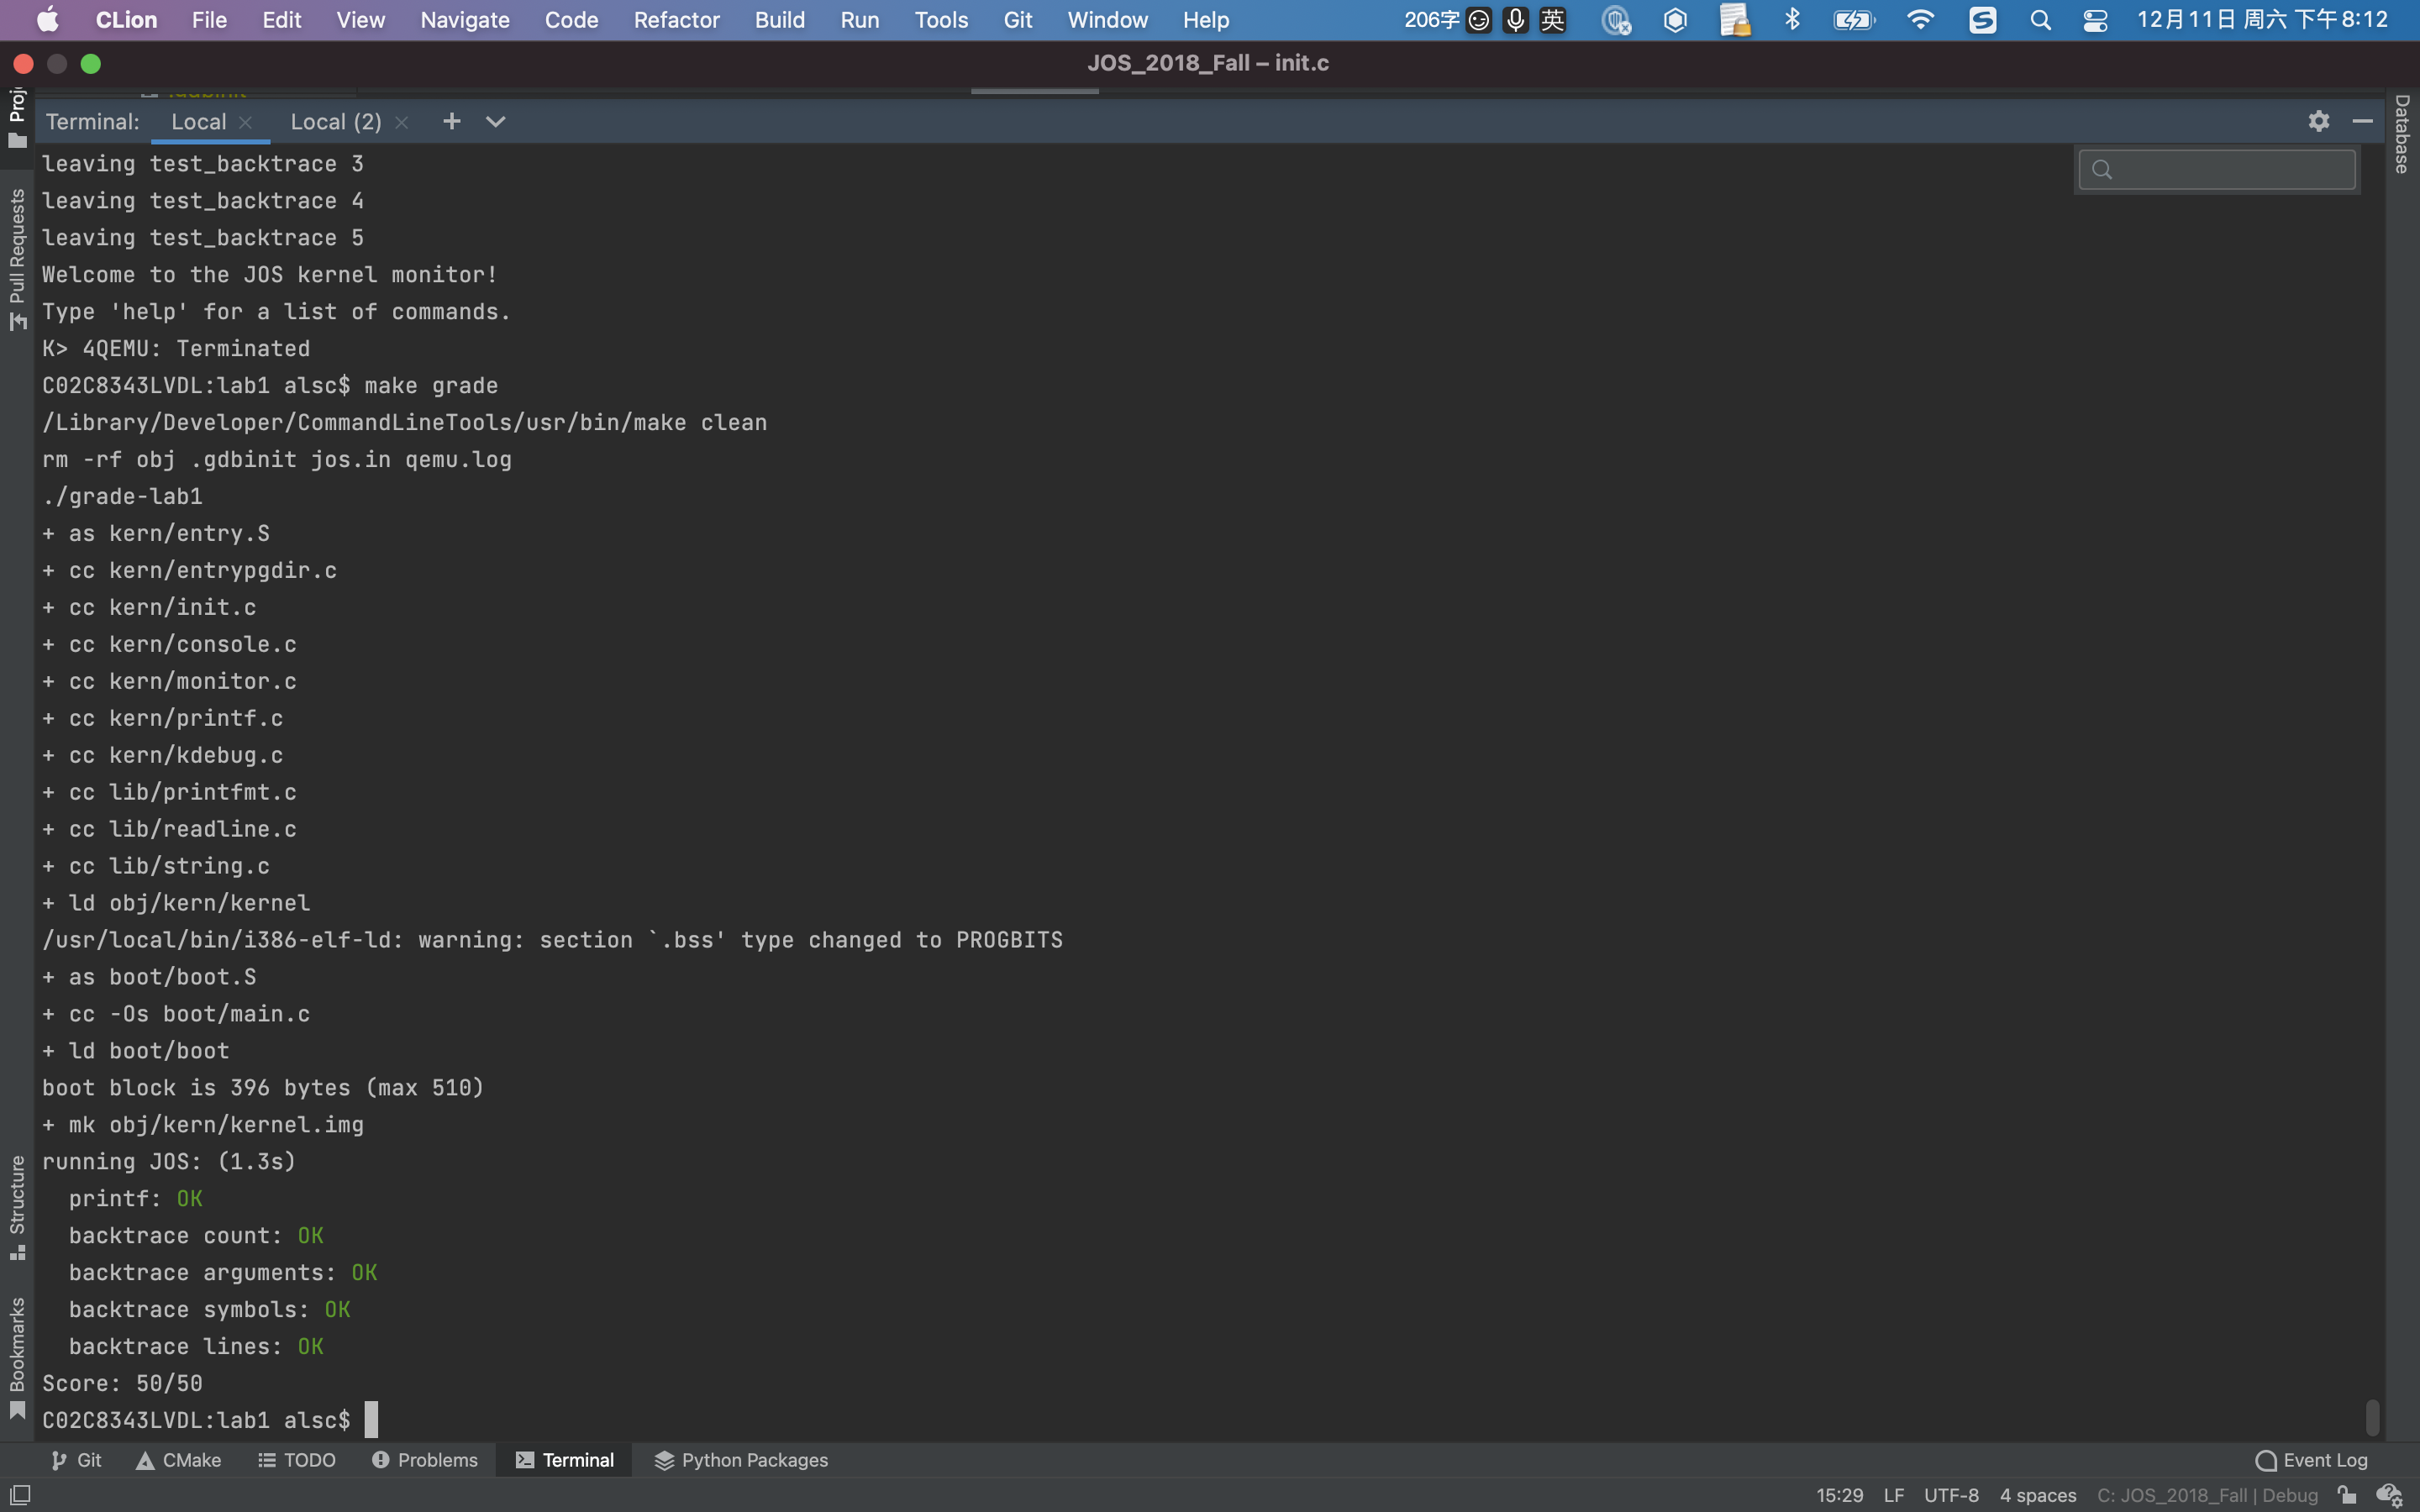 CLion File Edit View Navigate Code Refactor Build Run Tools Git Window Help 206字 英 12月11日 周六 下午8:12
JOS_2018_Fall – init.c
Terminal: Local Local (2)
Database
Pull Requests
Structure
Bookmarks
leaving test_backtrace 3
leaving test_backtrace 4
leaving test_backtrace 5
Welcome to the JOS kernel monitor!
Type 'help' for a list of commands.
K> 4QEMU: Terminated
C02C8343LVDL:lab1 alsc$ make grade
/Library/Developer/CommandLineTools/usr/bin/make clean
rm -rf obj .gdbinit jos.in qemu.log
./grade-lab1
+ as kern/entry.S
+ cc kern/entrypgdir.c
+ cc kern/init.c
+ cc kern/console.c
+ cc kern/monitor.c
+ cc kern/printf.c
+ cc kern/kdebug.c
+ cc lib/printfmt.c
+ cc lib/readline.c
+ cc lib/string.c
+ ld obj/kern/kernel
/usr/local/bin/i386-elf-ld: warning: section `.bss' type changed to PROGBITS
+ as boot/boot.S
+ cc -Os boot/main.c
+ ld boot/boot
boot block is 396 bytes (max 510)
+ mk obj/kern/kernel.img
running JOS: (1.3s)
  printf: OK
  backtrace count: OK
  backtrace arguments: OK
  backtrace symbols: OK
  backtrace lines: OK
Score: 50/50
C02C8343LVDL:lab1 alsc$
Git CMake TODO Problems Terminal Python Packages Event Log
15:29 LF UTF-8 4 spaces C: JOS_2018_Fall | Debug